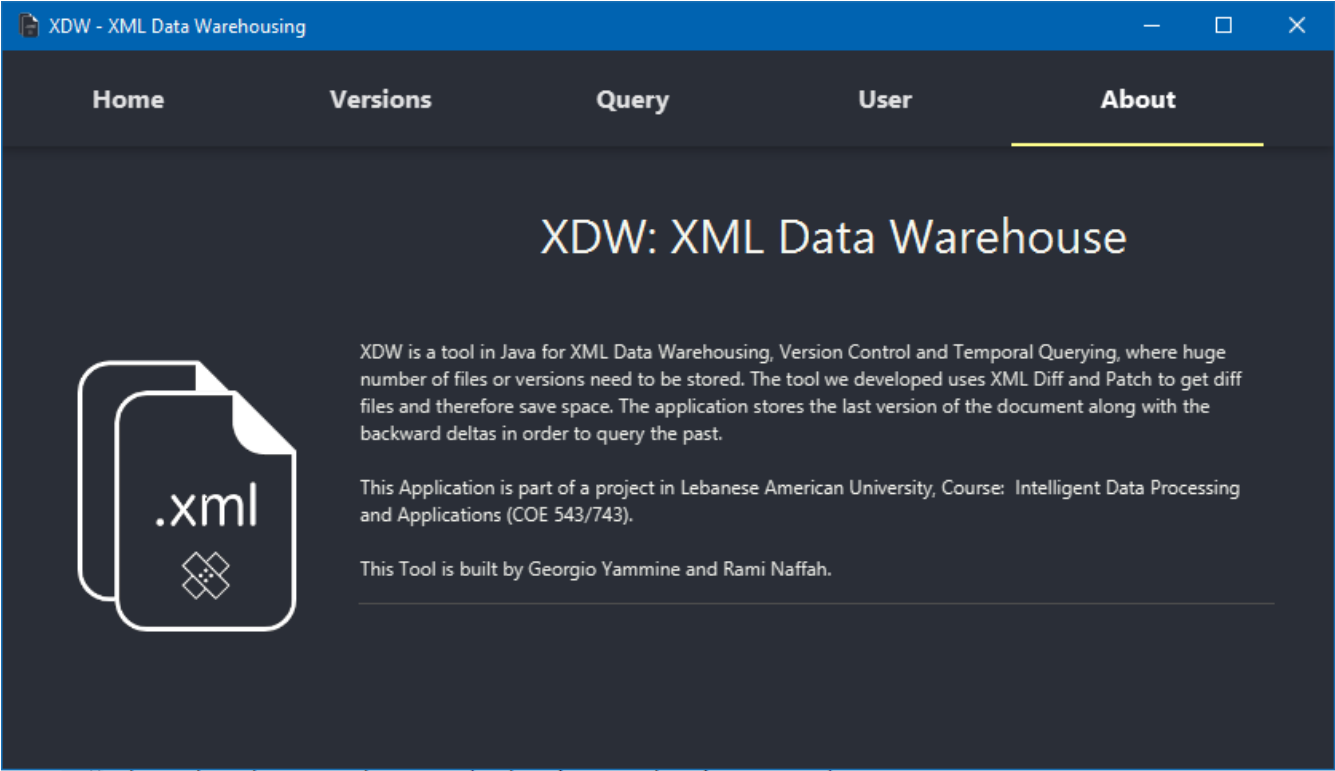 XDW - XML Data Warehousing
Home Versions Query User About
XDW: XML Data Warehouse
XDW is a tool in Java for XML Data Warehousing, Version Control and Temporal Querying, where huge
number of files or versions need to be stored. The tool we developed uses XML Diff and Patch to get diff
files and therefore save space. The application stores the last version of the document along with the
backward deltas in order to query the past.
This Application is part of a project in Lebanese American University, Course:  Intelligent Data Processing
and Applications (COE 543/743).
This Tool is built by Georgio Yammine and Rami Naffah.
.xml